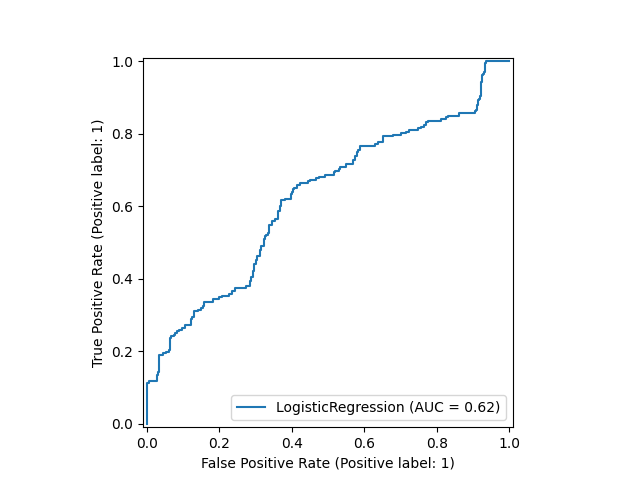 1.0
0.8
0.6
0.4
0.2
0.0
True Positive Rate (Positive label: 1)
LogisticRegression (AUC = 0.62)
0.0 0.2 0.4 0.6 0.8 1.0
False Positive Rate (Positive label: 1)